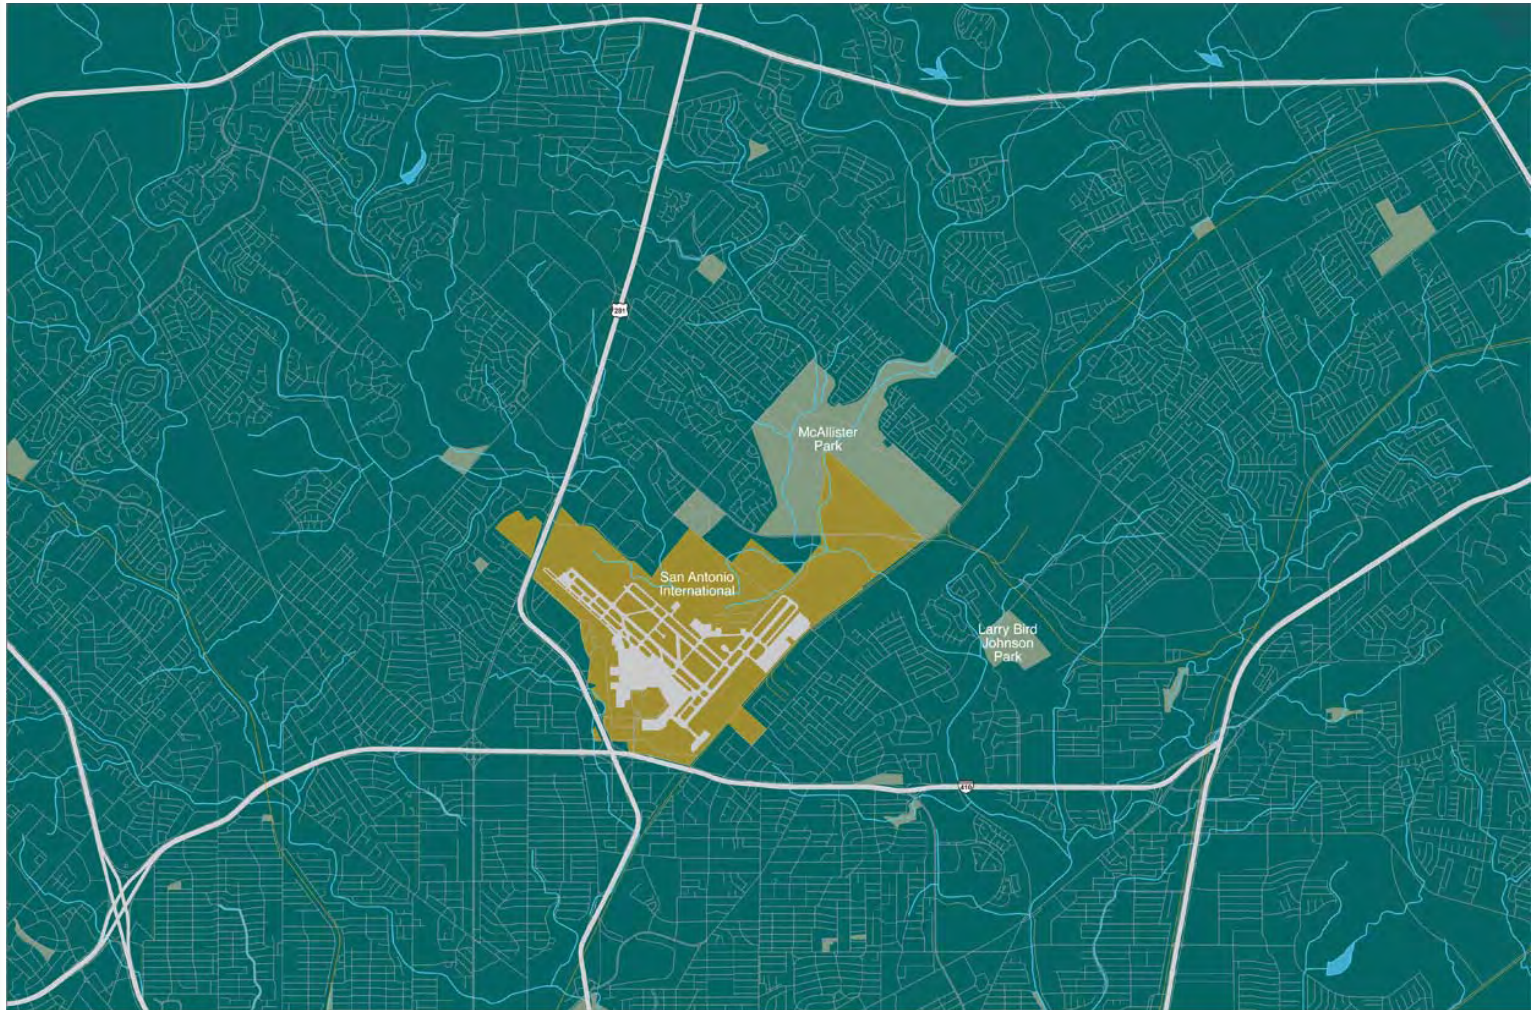 281
McAllister
Park
San Antonio
International
Larry Bird
Johnson
Park
410